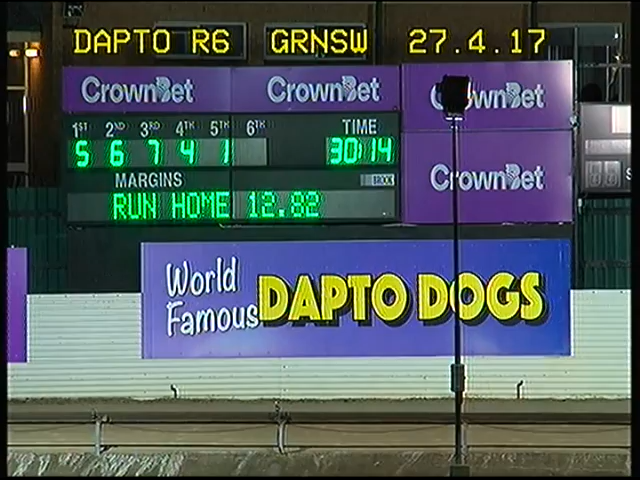 DAPTO R6 GRNSW 27.4.17
CrownBet CrownBet CrownBet
1ST 2ND 3RD 4TH 5TH 6TH TIME
5 6 7 4 1 30:14
CrownBet
MARGINS
RUN HOME 12.82
World Famous DAPTO DOGS